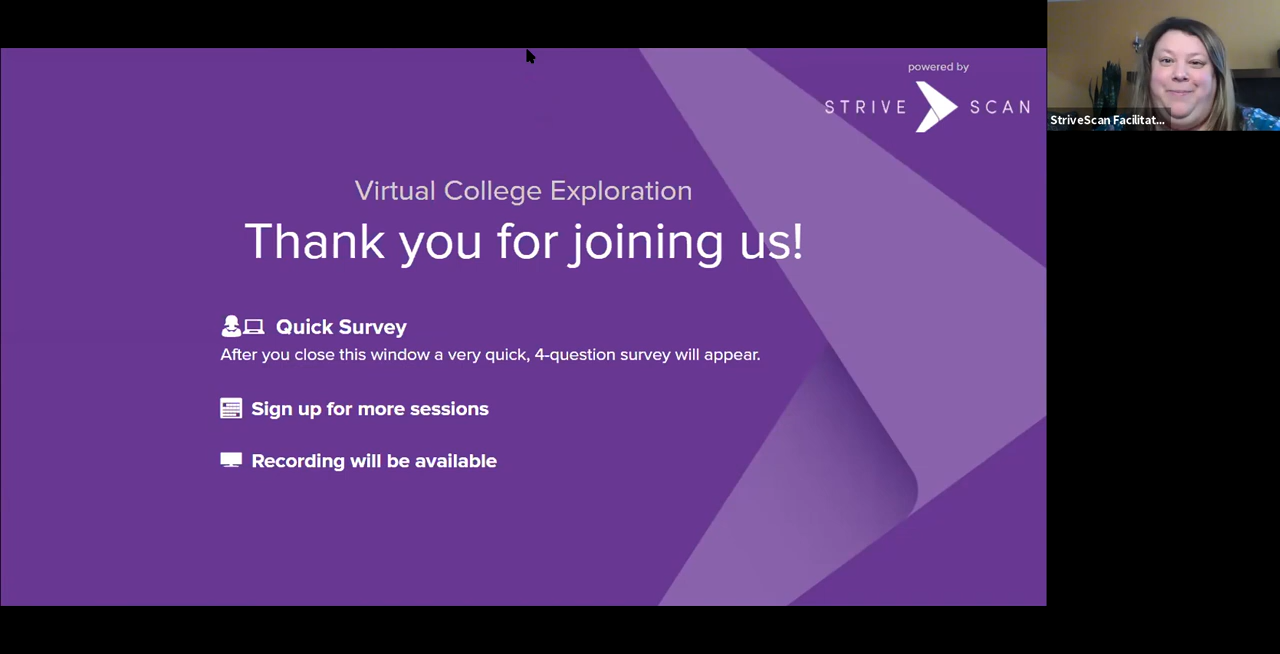 powered by
STRIVE SCAN
StriveScan Facilitat...
Virtual College Exploration
Thank you for joining us!
Quick Survey
After you close this window a very quick, 4-question survey will appear.
Sign up for more sessions
Recording will be available